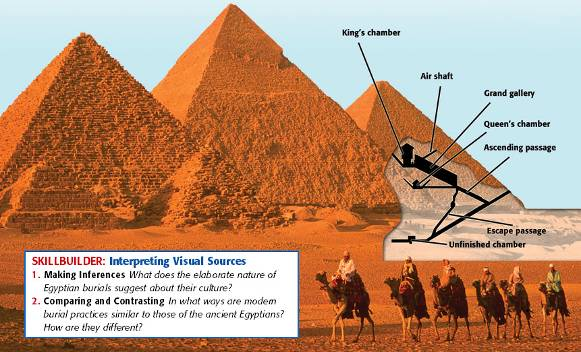 King's chamber
Air shaft
Grand gallery
Queen's chamber
Ascending passage
Escape passage
Unfinished chamber
SKILLBUILDER: Interpreting Visual Sources
1. Making Inferences What does the elaborate nature of
Egyptian burials suggest about their culture?
2. Comparing and Contrasting In what ways are modern
burial practices similar to those of the ancient Egyptians?
How are they different?